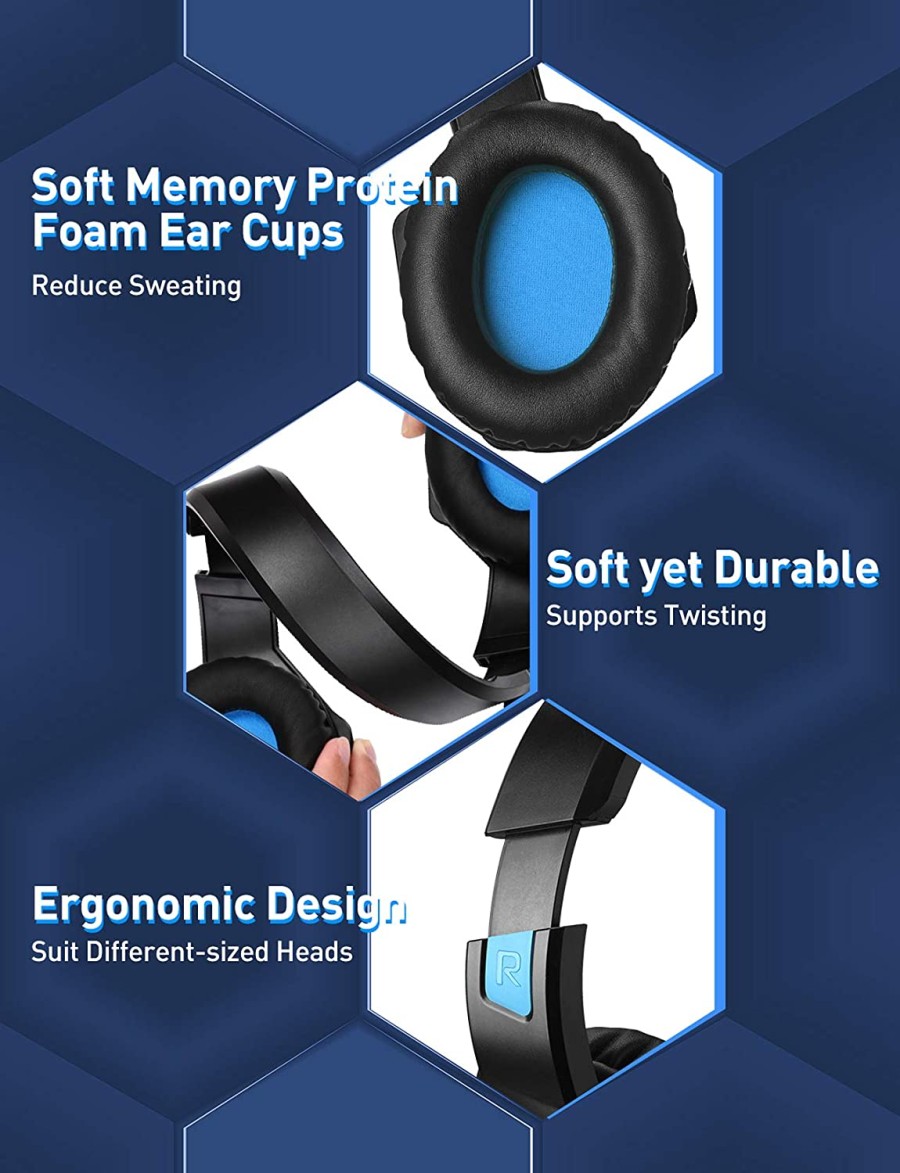 Soft Memory Protein
Foam Ear Cups
Reduce Sweating
Soft yet Durable
Supports Twisting
Ergonomic Design
Suit Different-sized Heads
R